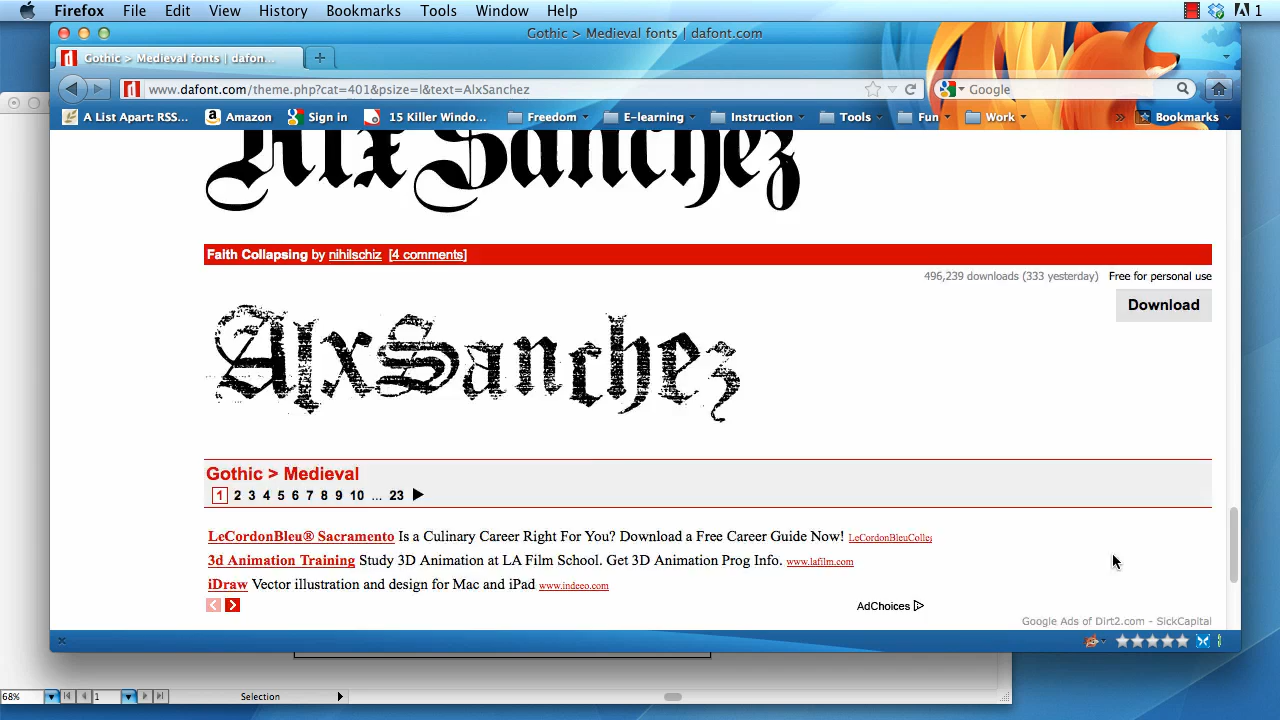 Firefox File Edit View History Bookmarks Tools Window Help 1
Gothic > Medieval fonts | dafont.com
Gothic > Medieval fonts | dafon...
www.dafont.com/theme.php?cat=401&psize=l&text=AlxSanchez Google
A List Apart: RSS... Amazon Sign in 15 Killer Windo... Freedom E-learning Instruction Tools Fun Work » Bookmarks
AlxSanchez
Faith Collapsing by nihilschiz [4 comments]
496,239 downloads (333 yesterday) Free for personal use
Download
AlxSanchez
Gothic > Medieval
1 2 3 4 5 6 7 8 9 10 ... 23
LeCordonBleu® Sacramento Is a Culinary Career Right For You? Download a Free Career Guide Now! LeCordonBleuColle
3d Animation Training Study 3D Animation at LA Film School. Get 3D Animation Prog Info. www.lafilm.com
iDraw Vector illustration and design for Mac and iPad www.indeeo.com
AdChoices
Google Ads of Dirt2.com - SickCapital
68% 1 Selection